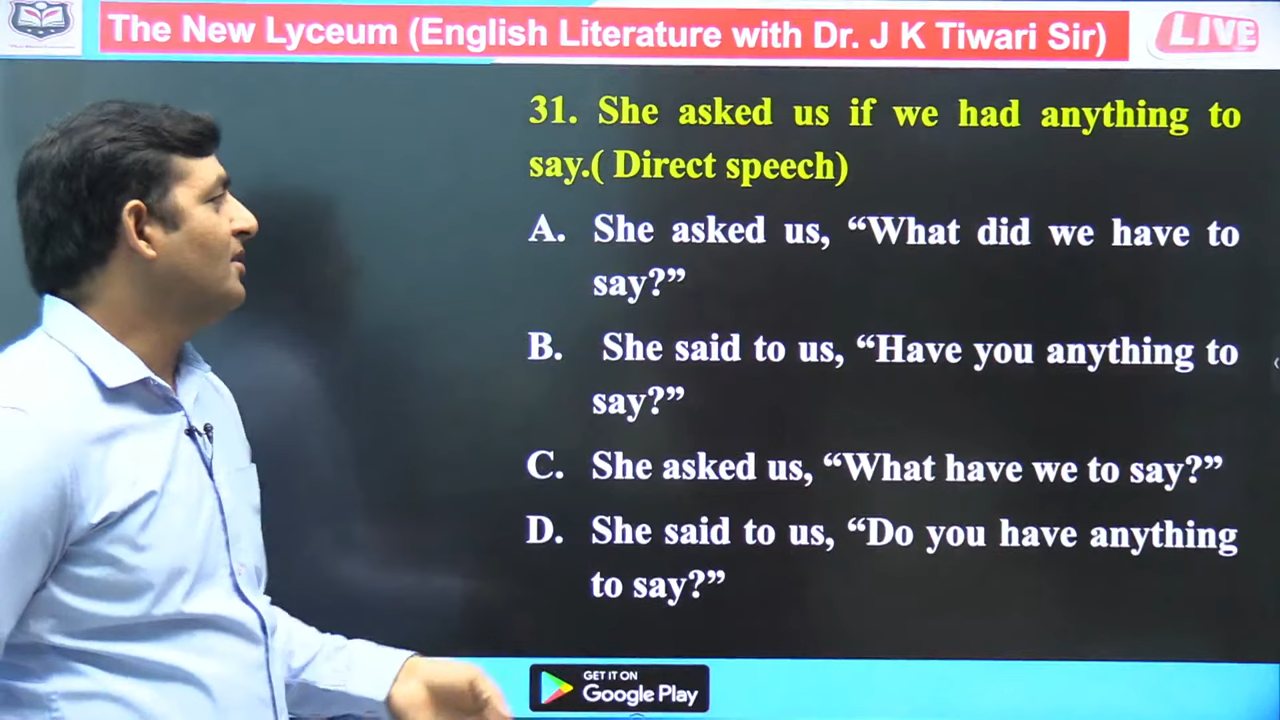 The New Lyceum (English Literature with Dr. J K Tiwari Sir)
LIVE
31. She asked us if we had anything to
say.( Direct speech)
A. She asked us, “What did we have to
say?”
B. She said to us, “Have you anything to
say?”
C. She asked us, “What have we to say?”
D. She said to us, “Do you have anything
to say?”
GET IT ON
Google Play